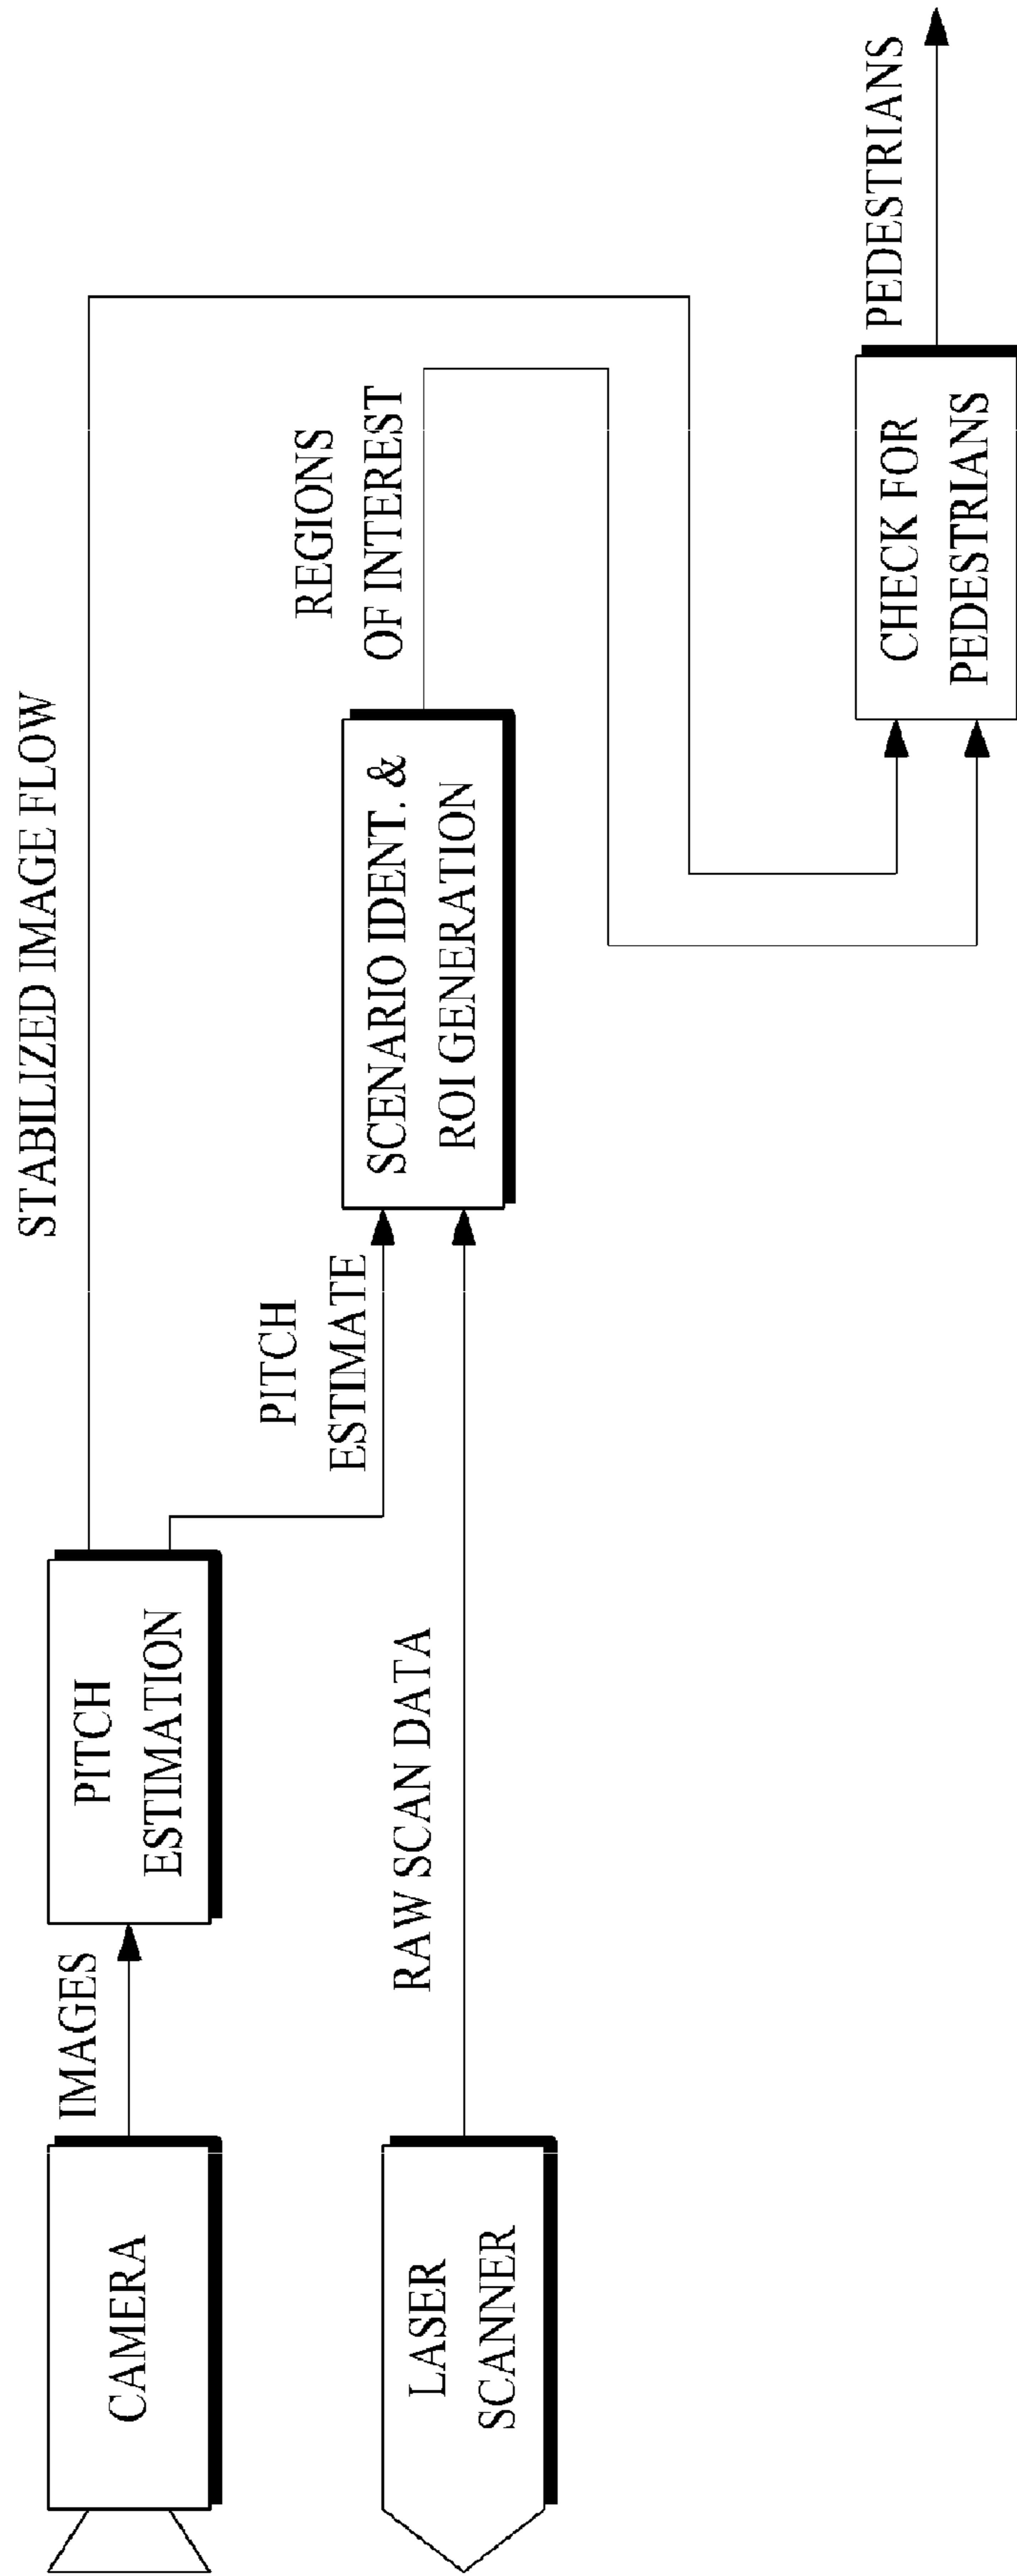 STABILIZED IMAGE FLOW
CAMERA
IMAGES
PITCH
ESTIMATION
PITCH
ESTIMATE
REGIONS
OF INTEREST
LASER
SCANNER
RAW SCAN DATA
SCENARIO IDENT. &
ROI GENERATION
PEDESTRIANS
CHECK FOR
PEDESTRIANS